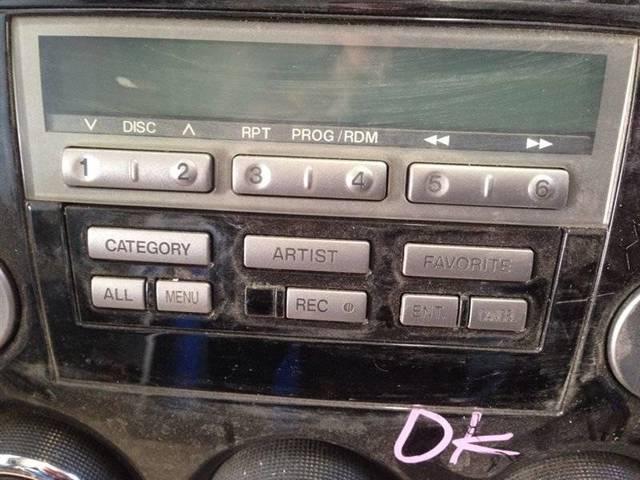 ∨ DISC ∧ RPT PROG/RDM ◀◀ ▶▶
1 2 3 4 5 6
CATEGORY ARTIST FAVORITE
ALL MENU REC ENT.
OK